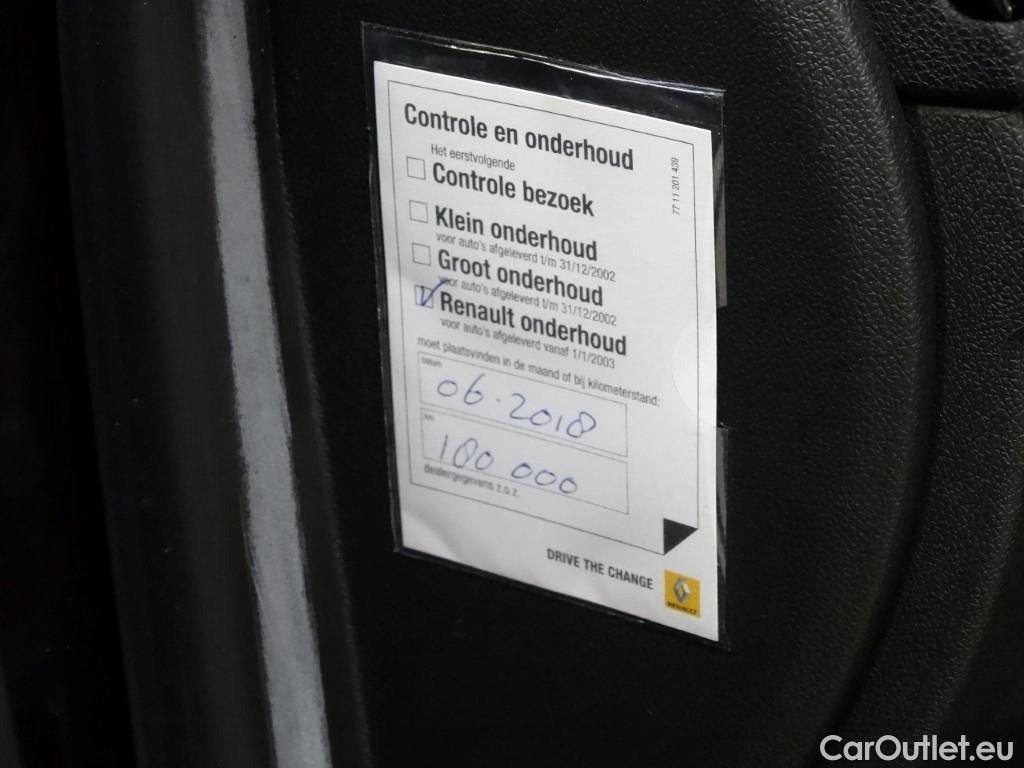 Controle en onderhoud
Het eerstvolgende
Controle bezoek
Klein onderhoud
voor auto's afgeleverd t/m 31/12/2002
Groot onderhoud
voor auto's afgeleverd t/m 31/12/2002
Renault onderhoud
voor auto's afgeleverd vanaf 1/1/2003
moet plaatsvinden in de maand of bij kilometerstand:
datum
06.2018
km
180 000
dealergegevens z.o.z.
77 11 201 439
DRIVE THE CHANGE
RENAULT
CarOutlet.eu